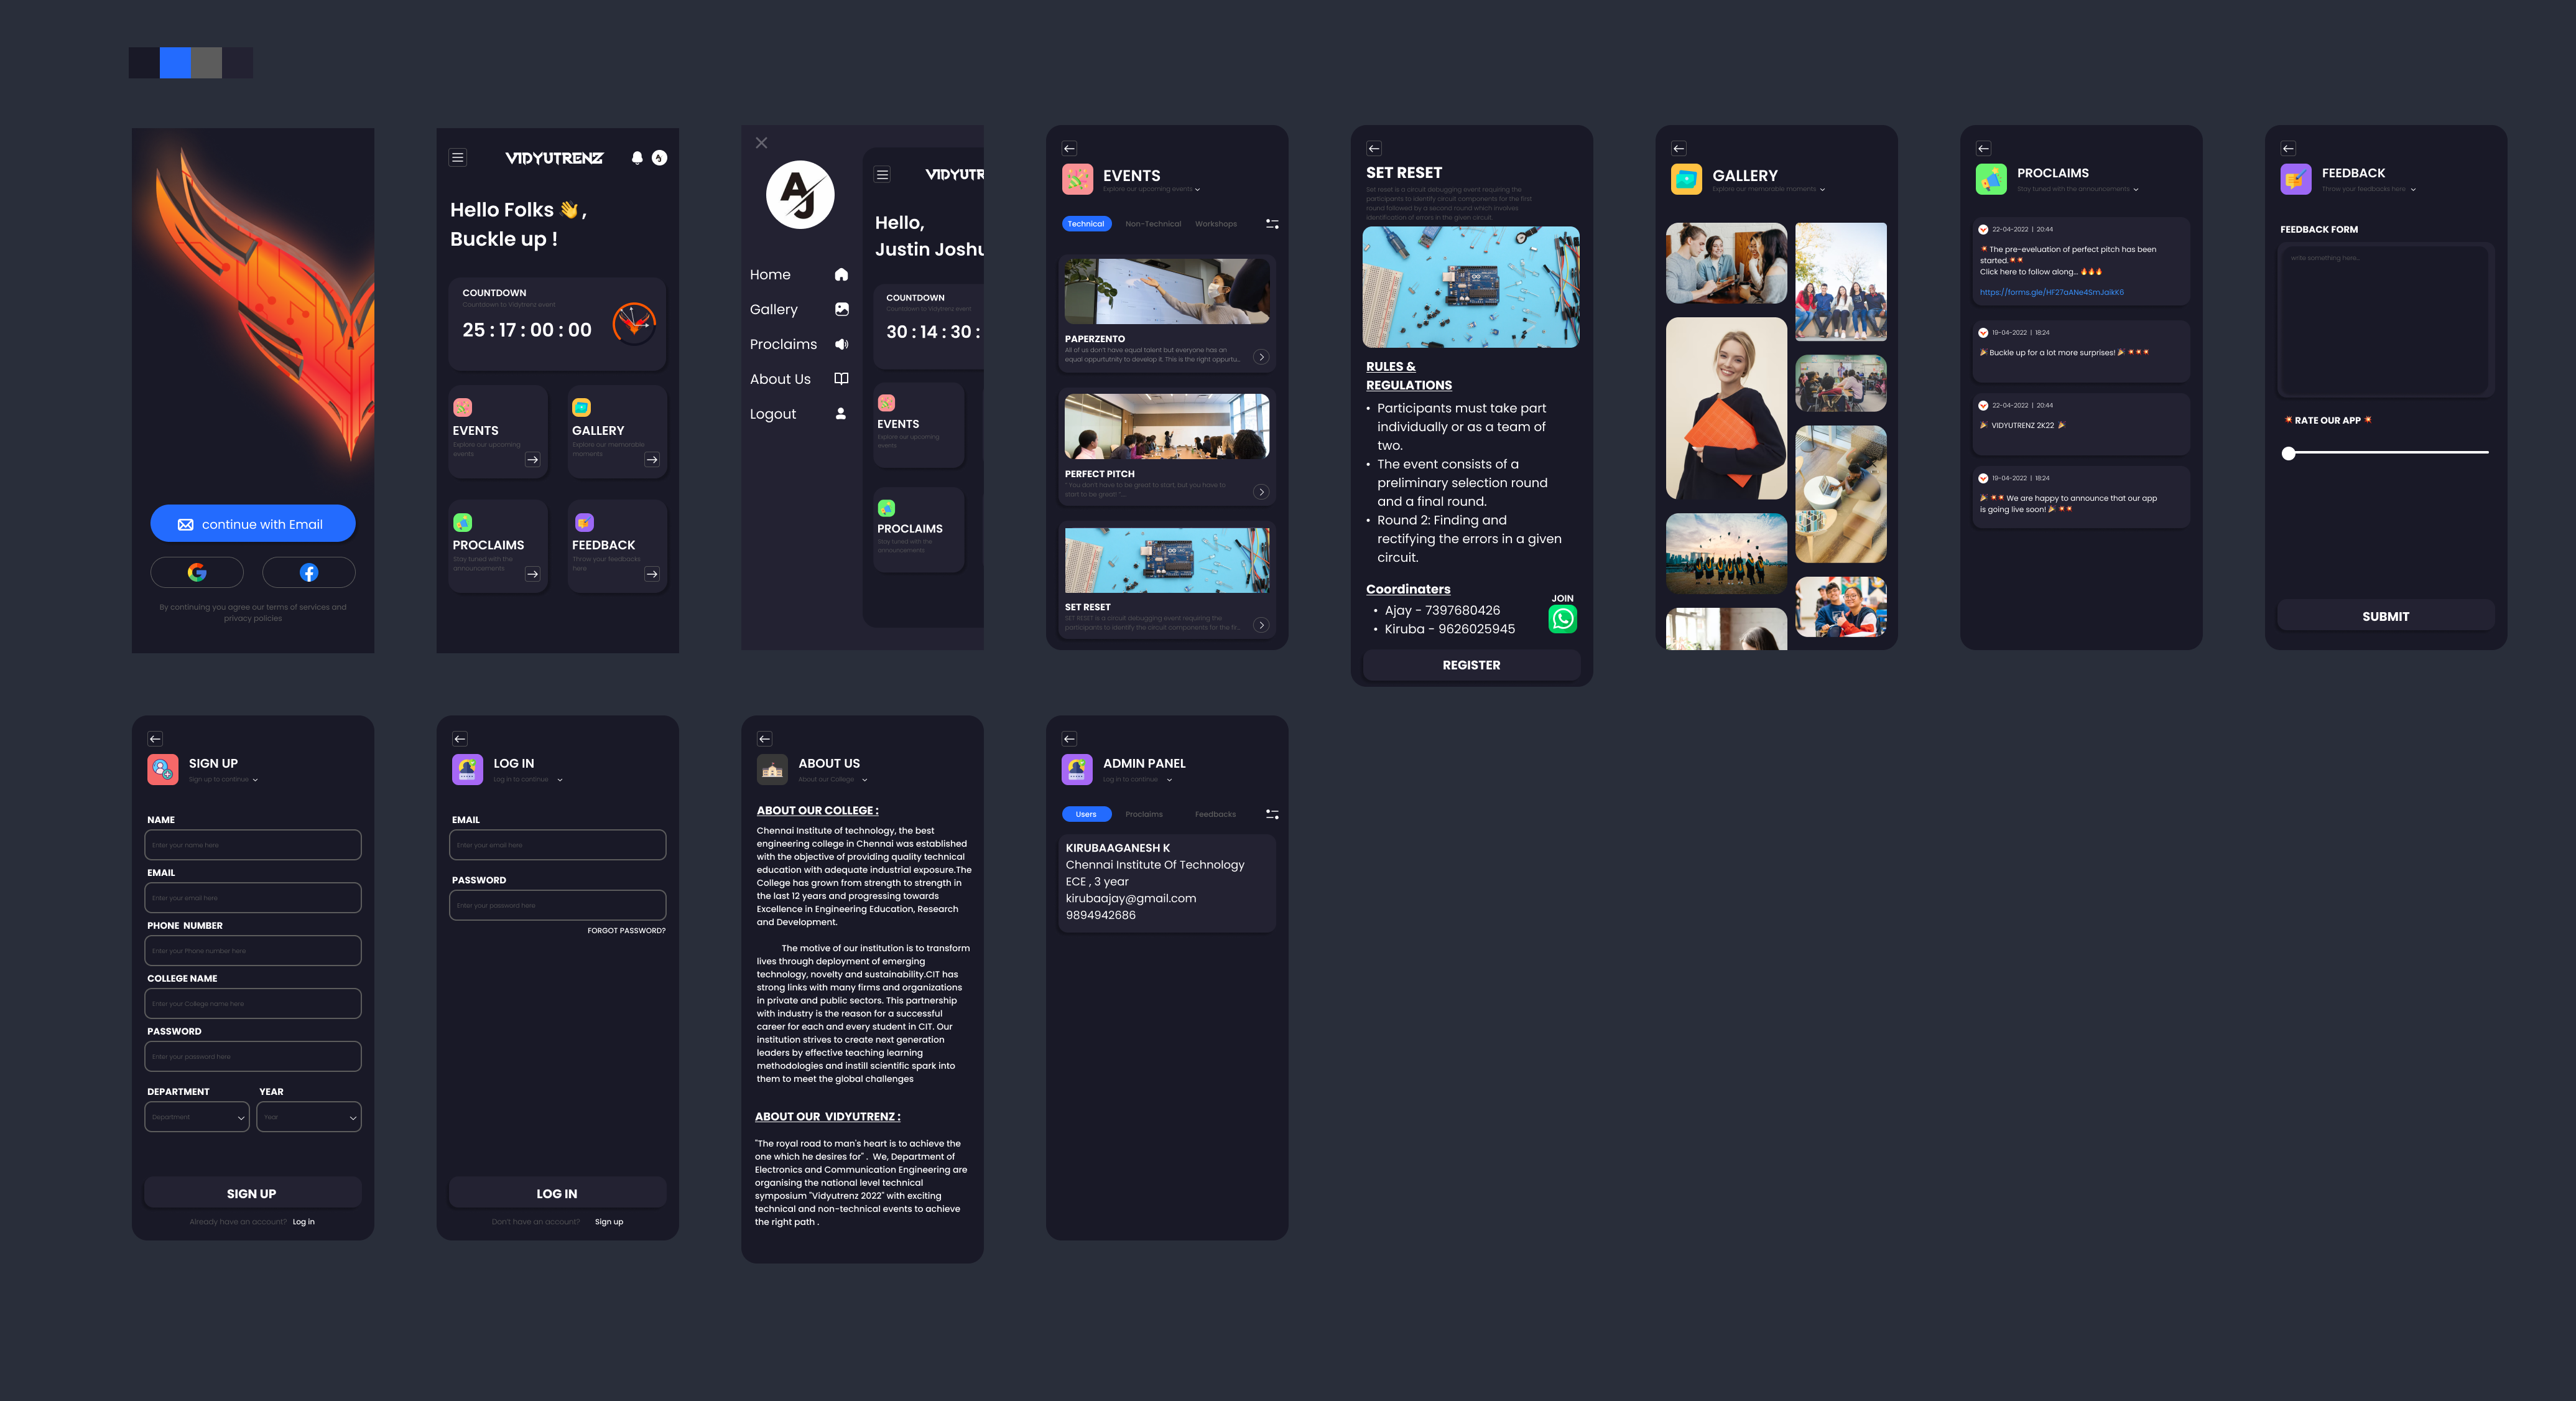 continue with Email
By continuing you agree our terms of services and
privacy policies
VIDYUTRENZ
Hello Folks 👋 ,
Buckle up !
COUNTDOWN
Countdown to Vidytrenz event
25 : 17 : 00 : 00
EVENTS
Explore our upcoming
events
GALLERY
Explore our memorable
moments
PROCLAIMS
Stay tuned with the
announcements
FEEDBACK
Throw your feedbacks
here
AJ
Home
Gallery
Proclaims
About Us
Logout
VIDYUTR
Hello,
Justin Joshu
COUNTDOWN
Countdown to Vidytrenz event
30 : 14 : 30 :
EVENTS
Explore our upcoming
events
PROCLAIMS
Stay tuned with the
announcements
EVENTS
Explore our upcoming events
Technical
Non-Technical
Workshops
PAPERZENTO
All of us don't have equal talent but everyone has an
equal oppurtutnity to develop it. This is the right oppurtu...
PERFECT PITCH
" You don't have to be great to start, but you have to
start to be great! "...
SET RESET
SET RESET is a circuit debugging event requiring the
participants to identify the circuit components for the fir...
SET RESET
Set reset is a circuit debugging event requiring the
participants to identify circuit components for the first
round followed by a second round which involves
identification of errors in the given circuit.
RULES &
REGULATIONS
• Participants must take part
individually or as a team of
two.
• The event consists of a
preliminary selection round
and a final round.
• Round 2: Finding and
rectifying the errors in a given
circuit.
Coordinaters
• Ajay - 7397680426
• Kiruba - 9626025945
JOIN
REGISTER
GALLERY
Explore our memorable moments
PROCLAIMS
Stay tuned with the announcements
22-04-2022 | 20:44
💥 The pre-eveluation of perfect pitch has been
started.💥💥
Click here to follow along... 🔥🔥🔥
https://forms.gle/HF27aANe4SmJaikK6
19-04-2022 | 18:24
🎉 Buckle up for a lot more surprises! 🎉 💥💥💥
22-04-2022 | 20:44
🎉 VIDYUTRENZ 2K22 🎉
19-04-2022 | 18:24
🎉 💥💥 We are happy to announce that our app
is going live soon! 🎉 💥💥
FEEDBACK
Throw your feedbacks here
FEEDBACK FORM
write something here...
💥 RATE OUR APP 💥
SUBMIT
SIGN UP
Sign up to continue
NAME
Enter your name here
EMAIL
Enter your email here
PHONE NUMBER
Enter your Phone number here
COLLEGE NAME
Enter your College name here
PASSWORD
Enter your password here
DEPARTMENT
YEAR
Department
Year
SIGN UP
Already have an account? Log in
LOG IN
Log in to continue
EMAIL
Enter your email here
PASSWORD
Enter your password here
FORGOT PASSWORD?
LOG IN
Don't have an account? Sign up
ABOUT US
About our College
ABOUT OUR COLLEGE :
Chennai Institute of technology, the best
engineering college in Chennai was established
with the objective of providing quality technical
education with adequate industrial exposure.The
College has grown from strength to strength in
the last 12 years and progressing towards
Excellence in Engineering Education, Research
and Development.
The motive of our institution is to transform
lives through deployment of emerging
technology, novelty and sustainability.CIT has
strong links with many firms and organizations
in private and public sectors. This partnership
with industry is the reason for a successful
career for each and every student in CIT. Our
institution strives to create next generation
leaders by effective teaching learning
methodologies and instill scientific spark into
them to meet the global challenges
ABOUT OUR VIDYUTRENZ :
"The royal road to man's heart is to achieve the
one which he desires for" . We, Department of
Electronics and Communication Engineering are
organising the national level technical
symposium "Vidyutrenz 2022" with exciting
technical and non-technical events to achieve
the right path .
ADMIN PANEL
Log in to continue
Users
Proclaims
Feedbacks
KIRUBAAGANESH K
Chennai Institute Of Technology
ECE , 3 year
kirubaajay@gmail.com
9894942686